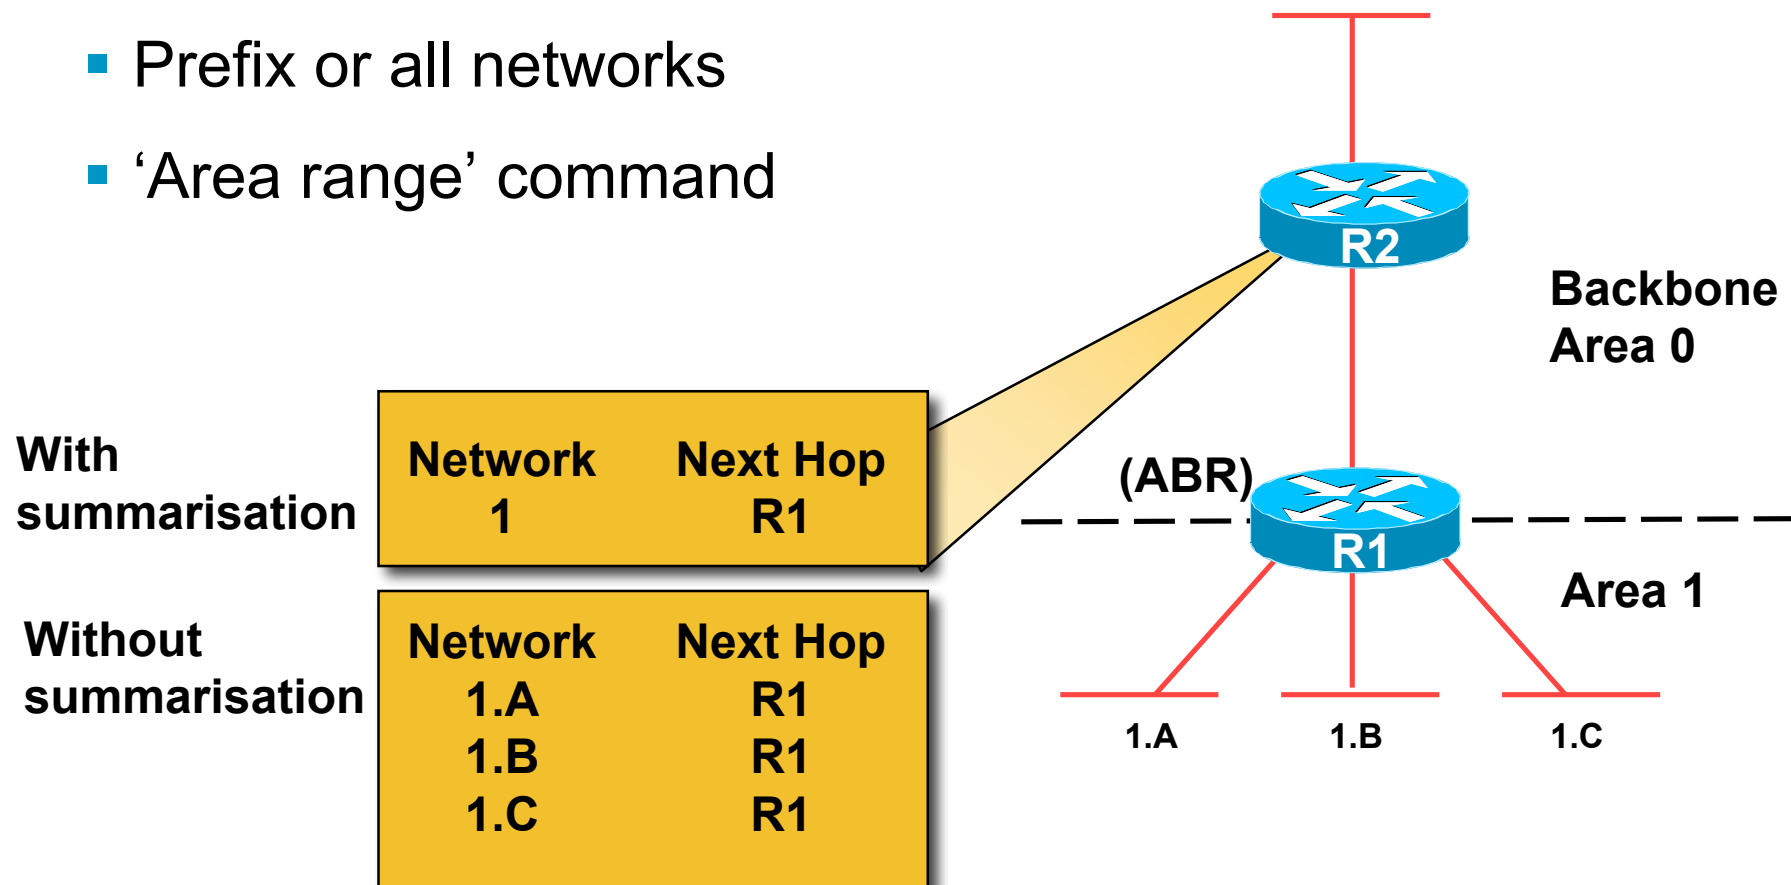 Prefix or all networks
‘Area range’ command
R2
Backbone
Area 0
With
summarisation
Network Next Hop
1 R1
(ABR)
R1
Area 1
Without
summarisation
Network Next Hop
1.A R1
1.B R1
1.C R1
1.A 1.B 1.C